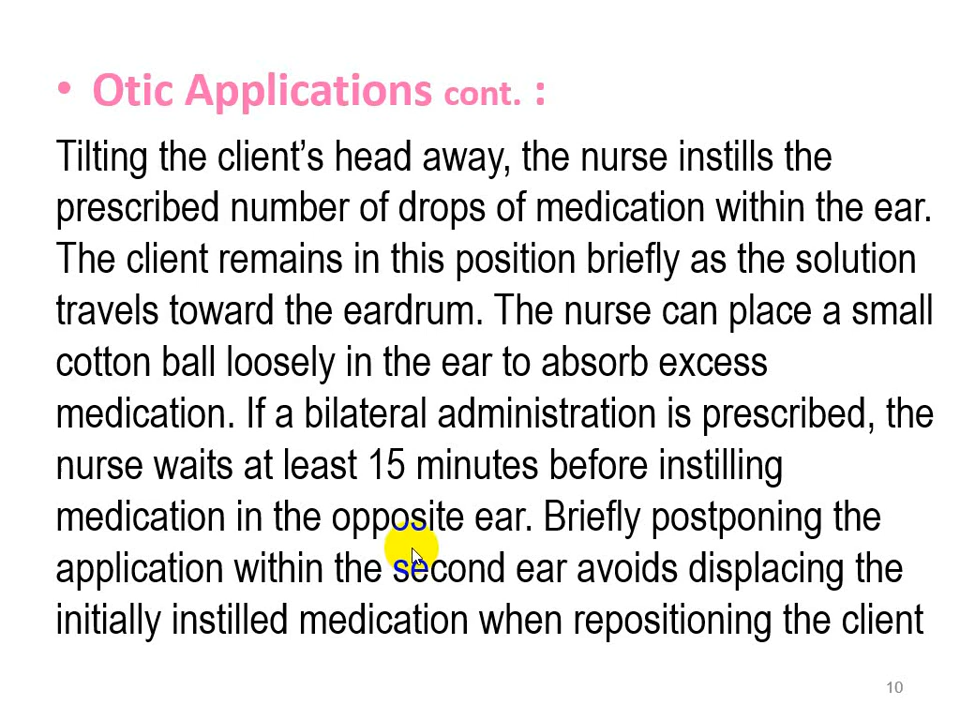 • Otic Applications cont. :
Tilting the client’s head away, the nurse instills the
prescribed number of drops of medication within the ear.
The client remains in this position briefly as the solution
travels toward the eardrum. The nurse can place a small
cotton ball loosely in the ear to absorb excess
medication. If a bilateral administration is prescribed, the
nurse waits at least 15 minutes before instilling
medication in the opposite ear. Briefly postponing the
application within the second ear avoids displacing the
initially instilled medication when repositioning the client
10